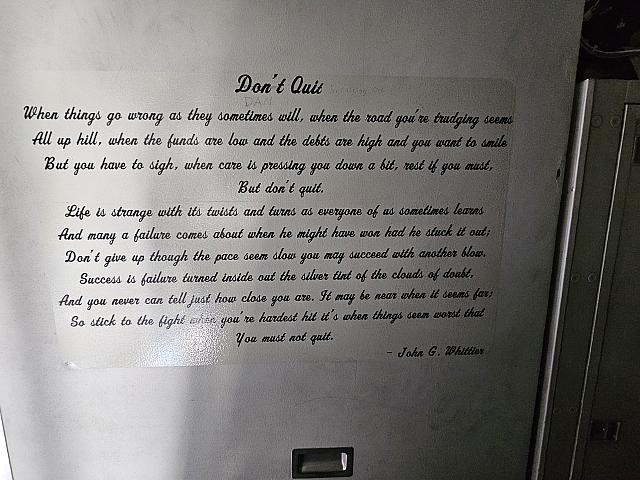 Don't Quit
DAN
When things go wrong as they sometimes will, when the road you're trudging seems
All up hill, when the funds are low and the debts are high and you want to smile
But you have to sigh, when care is pressing you down a bit, rest if you must,
But don't quit.
Life is strange with its twists and turns as everyone of us sometimes learns
And many a failure comes about when he might have won had he stuck it out;
Don't give up though the pace seem slow you may succeed with another blow.
Success is failure turned inside out the silver tint of the clouds of doubt,
And you never can tell just how close you are. It may be near when it seems far;
So stick to the fight when you're hardest hit it's when things seem worst that
You must not quit.
- John G. Whittier